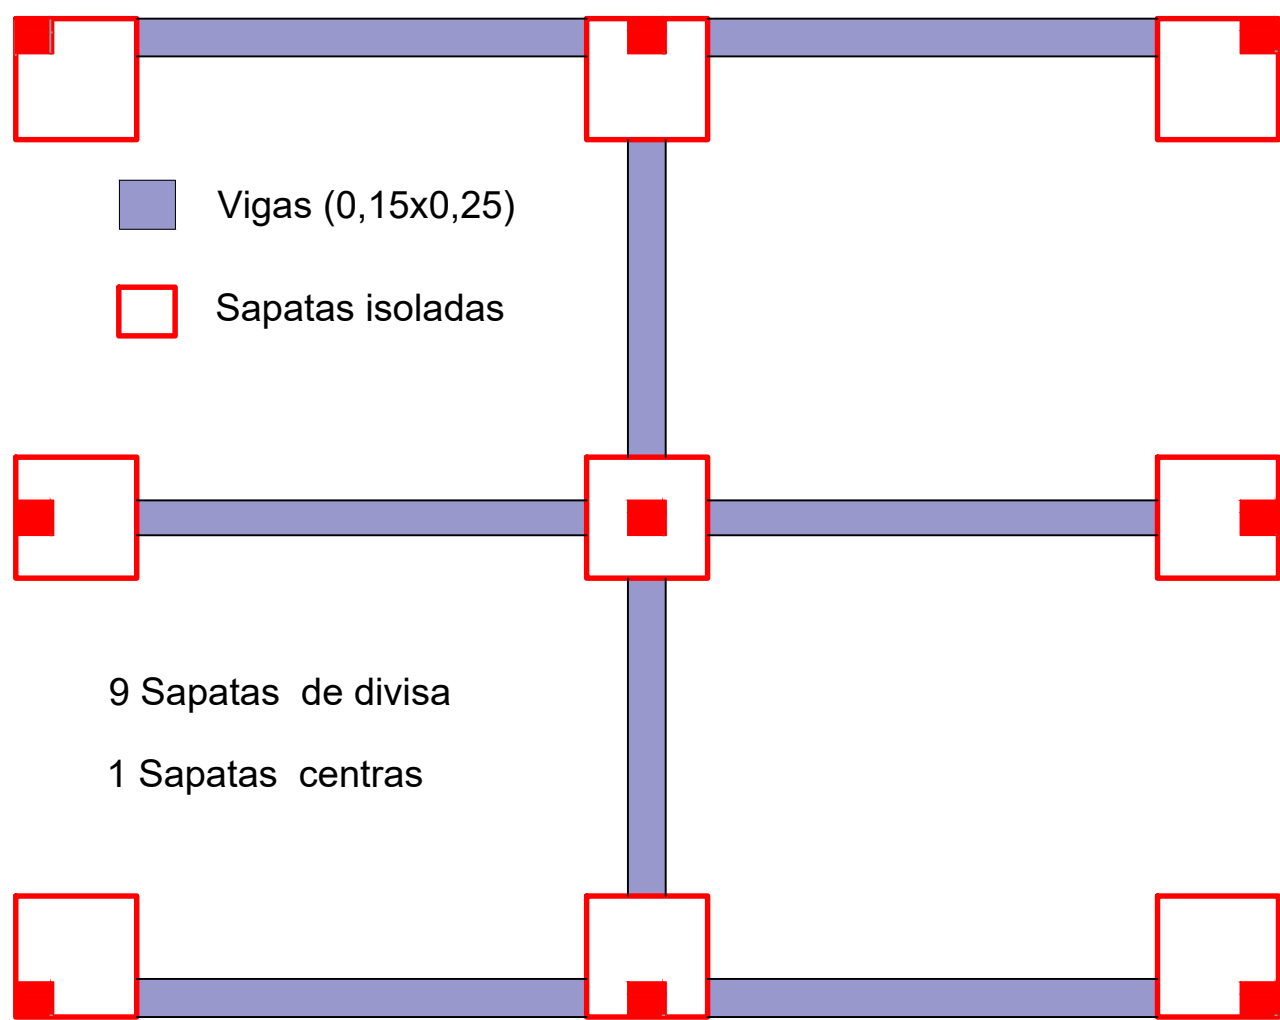 Vigas (0,15x0,25)
Sapatas isoladas
9 Sapatas  de divisa
1 Sapatas  centras